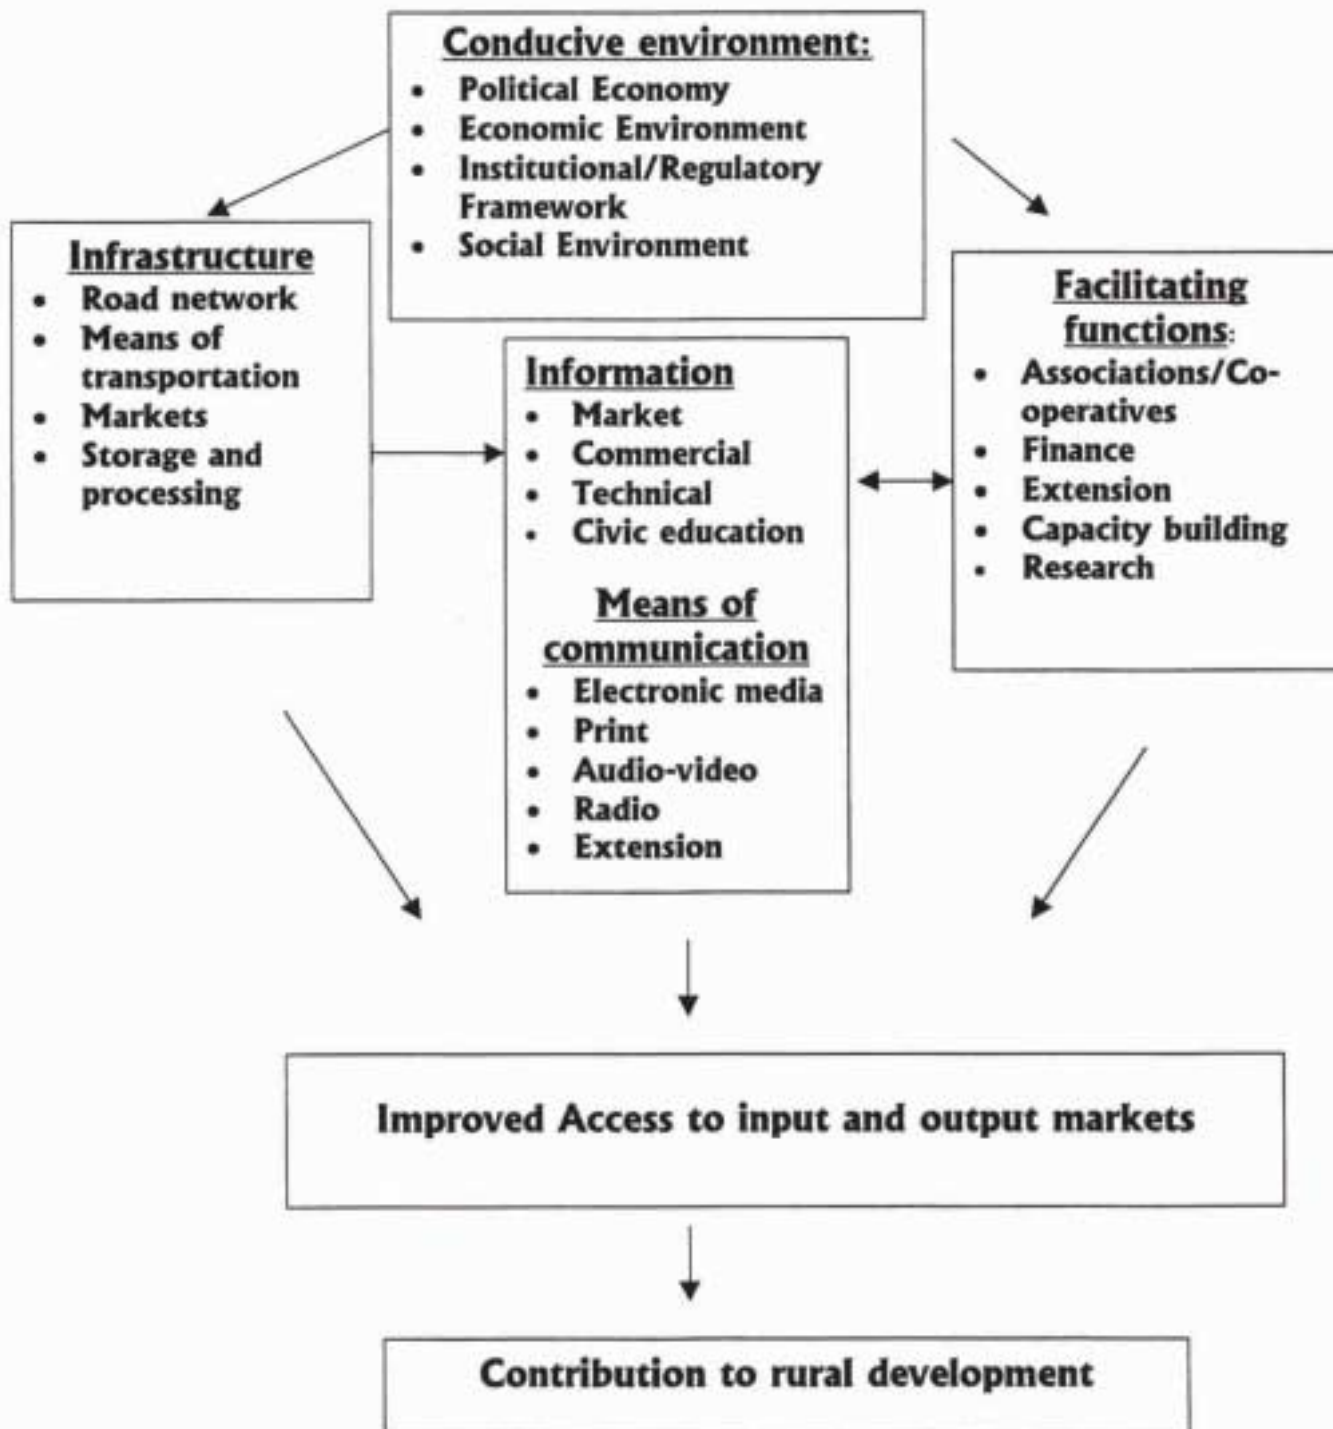 Conducive environment:
• Political Economy
• Economic Environment
• Institutional/Regulatory
Framework
• Social Environment
Infrastructure
• Road network
• Means of
transportation
• Markets
• Storage and
processing
Information
• Market
• Commercial
• Technical
• Civic education
Means of
communication
• Electronic media
• Print
• Audio-video
• Radio
• Extension
Facilitating
functions:
• Associations/Co-
operatives
• Finance
• Extension
• Capacity building
• Research
Improved Access to input and output markets
Contribution to rural development